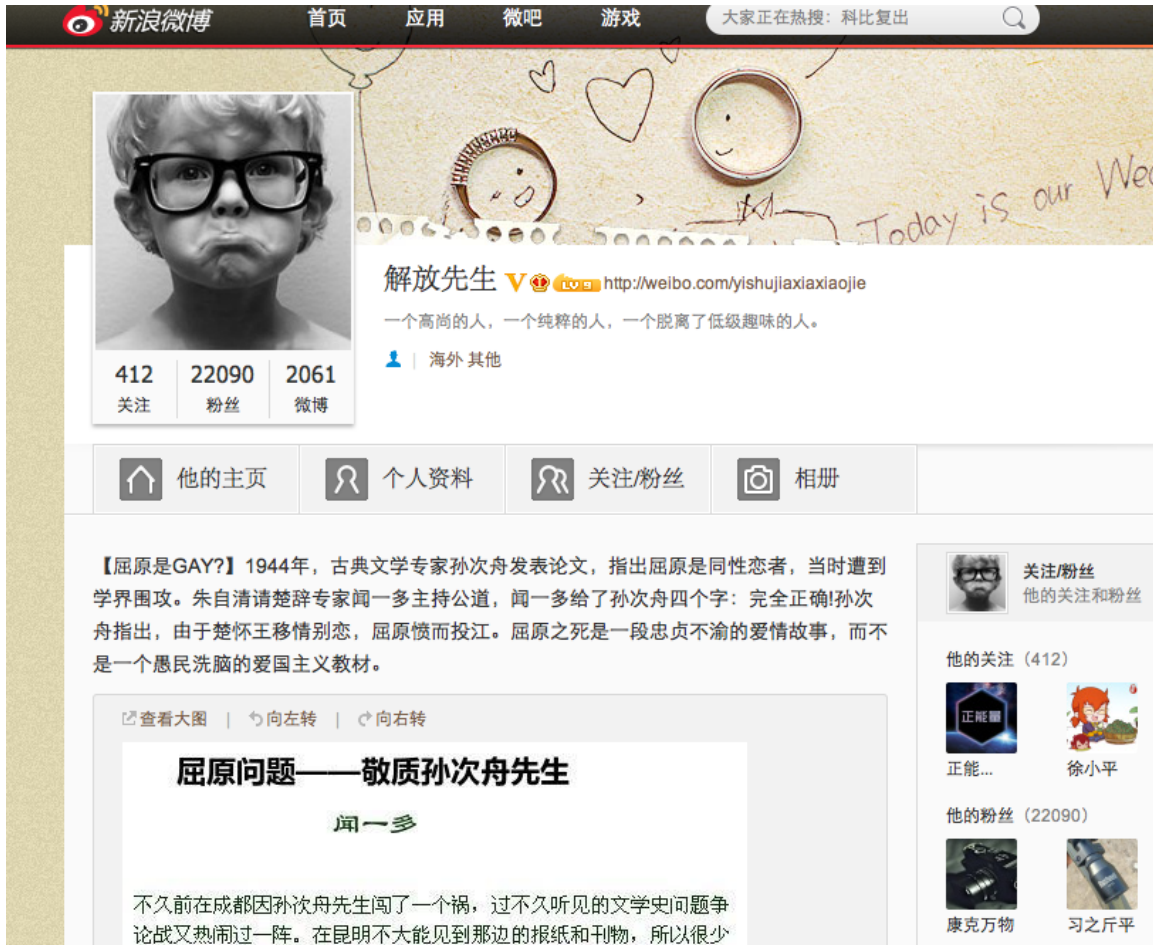 新浪微博 首页 应用 微吧 游戏 大家正在热搜：科比复出
Today is our We
解放先生 V LV 9 http://weibo.com/yishujiaxiaxiaojie
一个高尚的人，一个纯粹的人，一个脱离了低级趣味的人。
海外 其他
412 22090 2061
关注 粉丝 微博
他的主页 个人资料 关注/粉丝 相册
【屈原是GAY?】1944年，古典文学专家孙次舟发表论文，指出屈原是同性恋者，当时遭到
学界围攻。朱自清请楚辞专家闻一多主持公道，闻一多给了孙次舟四个字：完全正确!孙次
舟指出，由于楚怀王移情别恋，屈原愤而投江。屈原之死是一段忠贞不渝的爱情故事，而不
是一个愚民洗脑的爱国主义教材。
查看大图 | 向左转 | 向右转
屈原问题——敬质孙次舟先生
闻一多
不久前在成都因孙次舟先生闯了一个祸，过不久听见的文学史问题争
论战又热闹过一阵。在昆明不大能见到那边的报纸和刊物，所以很少
关注/粉丝
他的关注和粉丝
他的关注（412）
正能量
正能... 徐小平
他的粉丝（22090）
康克万物 习之斤平